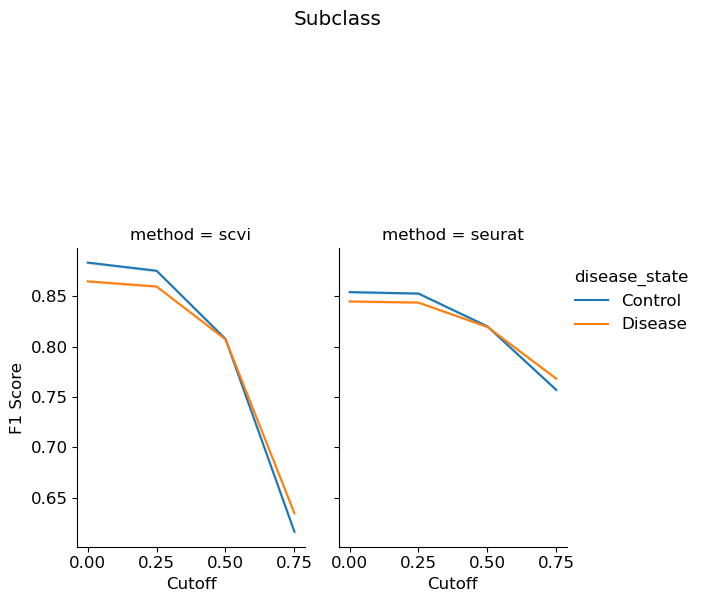 Subclass
method = scvi
method = seurat
disease_state
Control
Disease
F1 Score
0.85
0.80
0.75
0.70
0.65
0.00 0.25 0.50 0.75
0.00 0.25 0.50 0.75
Cutoff
Cutoff